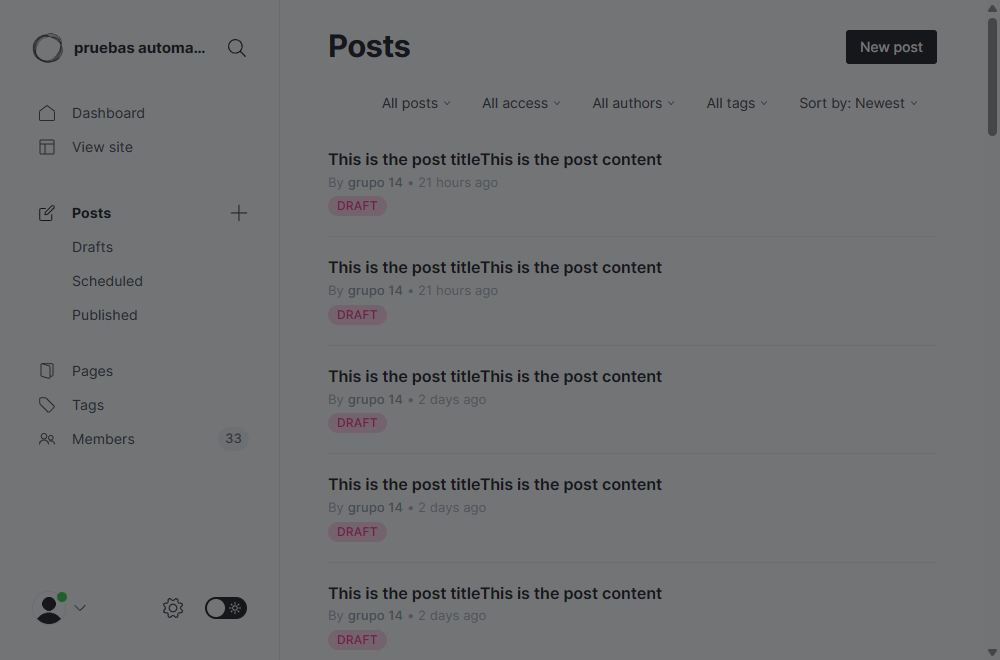 pruebas automa...
Dashboard
View site
Posts
Drafts
Scheduled
Published
Pages
Tags
Members 33
Posts
New post
All posts All access All authors All tags Sort by: Newest
This is the post titleThis is the post content
By grupo 14 • 21 hours ago
DRAFT
This is the post titleThis is the post content
By grupo 14 • 21 hours ago
DRAFT
This is the post titleThis is the post content
By grupo 14 • 2 days ago
DRAFT
This is the post titleThis is the post content
By grupo 14 • 2 days ago
DRAFT
This is the post titleThis is the post content
By grupo 14 • 2 days ago
DRAFT